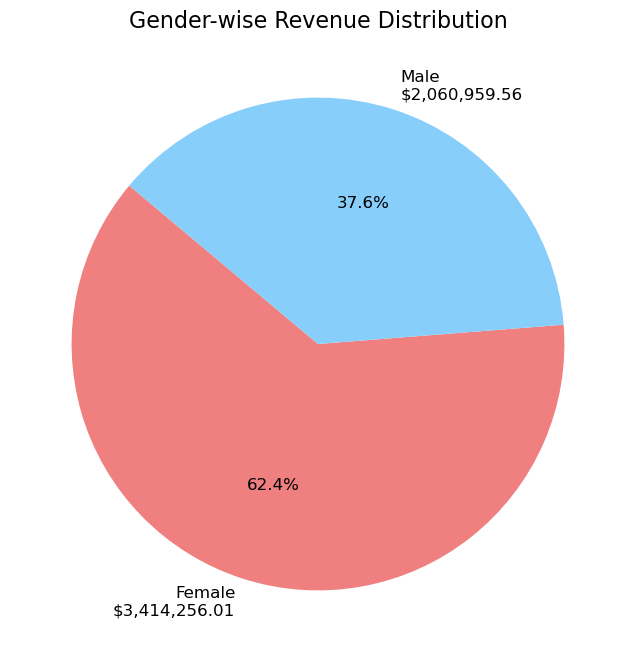 Gender-wise Revenue Distribution
Male
$2,060,959.56
37.6%
62.4%
Female
$3,414,256.01